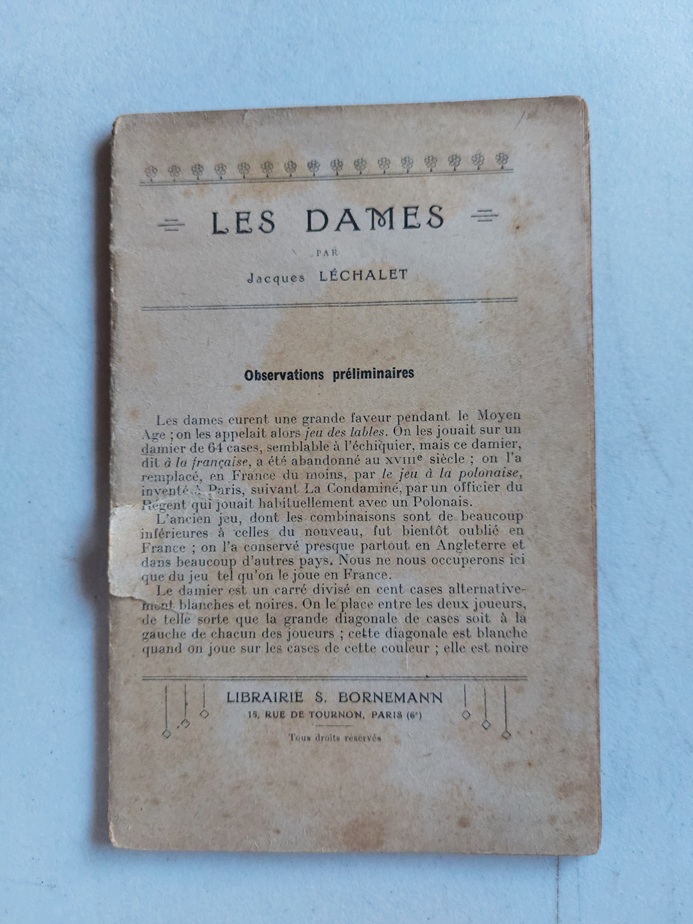 LES DAMES
PAR
Jacques LÉCHALET
Observations préliminaires
Les dames eurent une grande faveur pendant le Moyen
Age ; on les appelait alors jeu des tables. On les jouait sur un
damier de 64 cases, semblable à l'échiquier, mais ce damier,
dit à la française, a été abandonné au XVIIIe siècle ; on l'a
remplacé, en France du moins, par le jeu à la polonaise,
inventé à Paris, suivant La Condamine, par un officier du
Régent qui jouait habituellement avec un Polonais.
L'ancien jeu, dont les combinaisons sont de beaucoup
inférieures à celles du nouveau, fut bientôt oublié en
France ; on l'a conservé presque partout en Angleterre et
dans beaucoup d'autres pays. Nous ne nous occuperons ici
que du jeu tel qu'on le joue en France.
Le damier est un carré divisé en cent cases alternative-
ment blanches et noires. On le place entre les deux joueurs,
de telle sorte que la grande diagonale de cases soit à la
gauche de chacun des joueurs ; cette diagonale est blanche
quand on joue sur les cases de cette couleur ; elle est noire
LIBRAIRIE S. BORNEMANN
15, RUE DE TOURNON, PARIS (6e)
Tous droits réservés